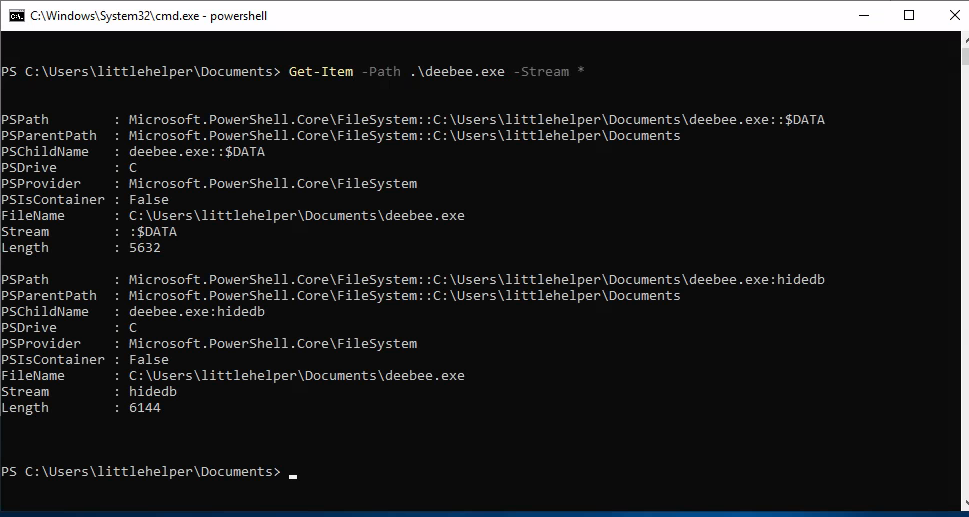 C:\Windows\System32\cmd.exe - powershell
PS C:\Users\littlehelper\Documents> Get-Item -Path .\deebee.exe -Stream *
PSPath        : Microsoft.PowerShell.Core\FileSystem::C:\Users\littlehelper\Documents\deebee.exe::$DATA
PSParentPath  : Microsoft.PowerShell.Core\FileSystem::C:\Users\littlehelper\Documents
PSChildName   : deebee.exe::$DATA
PSDrive       : C
PSProvider    : Microsoft.PowerShell.Core\FileSystem
PSIsContainer : False
FileName      : C:\Users\littlehelper\Documents\deebee.exe
Stream        : :$DATA
Length        : 5632
PSPath        : Microsoft.PowerShell.Core\FileSystem::C:\Users\littlehelper\Documents\deebee.exe:hidedb
PSParentPath  : Microsoft.PowerShell.Core\FileSystem::C:\Users\littlehelper\Documents
PSChildName   : deebee.exe:hidedb
PSDrive       : C
PSProvider    : Microsoft.PowerShell.Core\FileSystem
PSIsContainer : False
FileName      : C:\Users\littlehelper\Documents\deebee.exe
Stream        : hidedb
Length        : 6144
PS C:\Users\littlehelper\Documents>